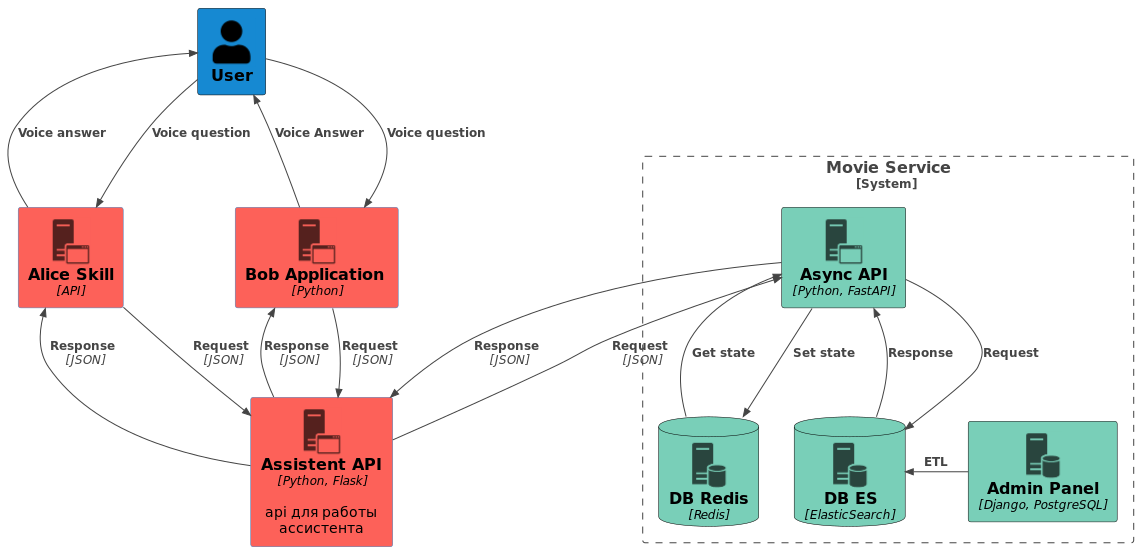 User
Voice answer
Voice question
Voice Answer
Voice question
Movie Service
[System]
Alice Skill
[API]
Bob Application
[Python]
Async API
[Python, FastAPI]
Response
[JSON]
Request
[JSON]
Response
[JSON]
Request
[JSON]
Response
[JSON]
Request
[JSON]
Get state
Set state
Response
Request
Assistent API
[Python, Flask]
api для работы
ассистента
DB Redis
[Redis]
DB ES
[ElasticSearch]
ETL
Admin Panel
[Django, PostgreSQL]